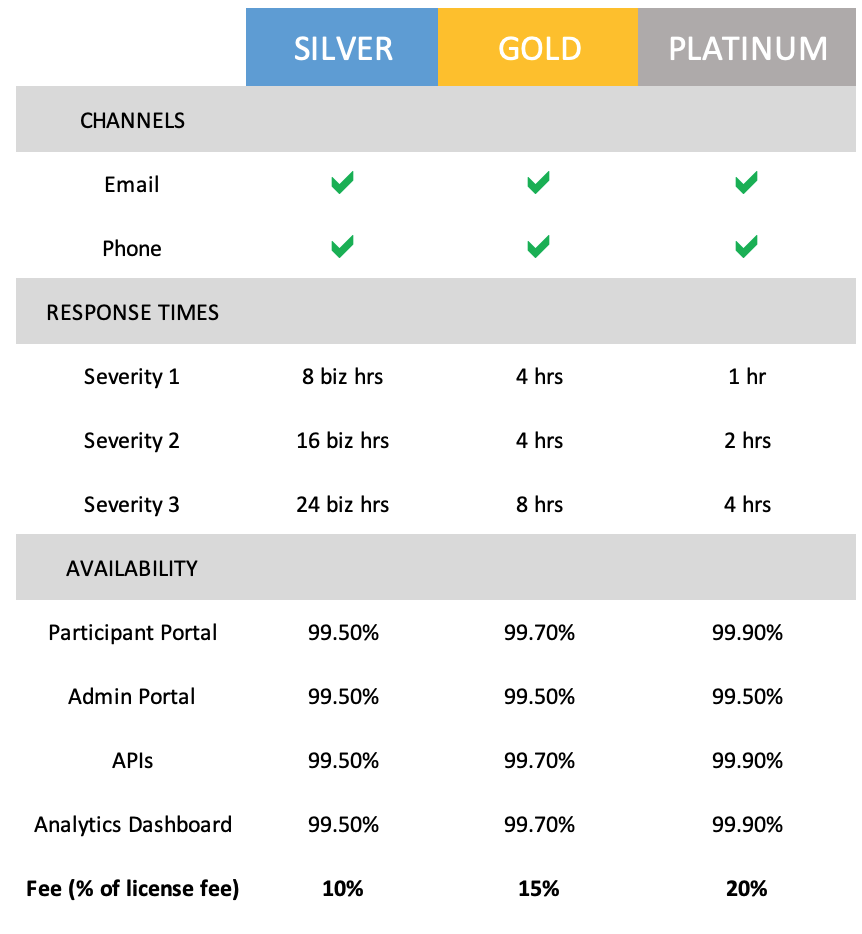 SILVER GOLD PLATINUM
CHANNELS
Email
Phone
RESPONSE TIMES
Severity 1 8 biz hrs 4 hrs 1 hr
Severity 2 16 biz hrs 4 hrs 2 hrs
Severity 3 24 biz hrs 8 hrs 4 hrs
AVAILABILITY
Participant Portal 99.50% 99.70% 99.90%
Admin Portal 99.50% 99.50% 99.50%
APIs 99.50% 99.70% 99.90%
Analytics Dashboard 99.50% 99.70% 99.90%
Fee (% of license fee) 10% 15% 20%